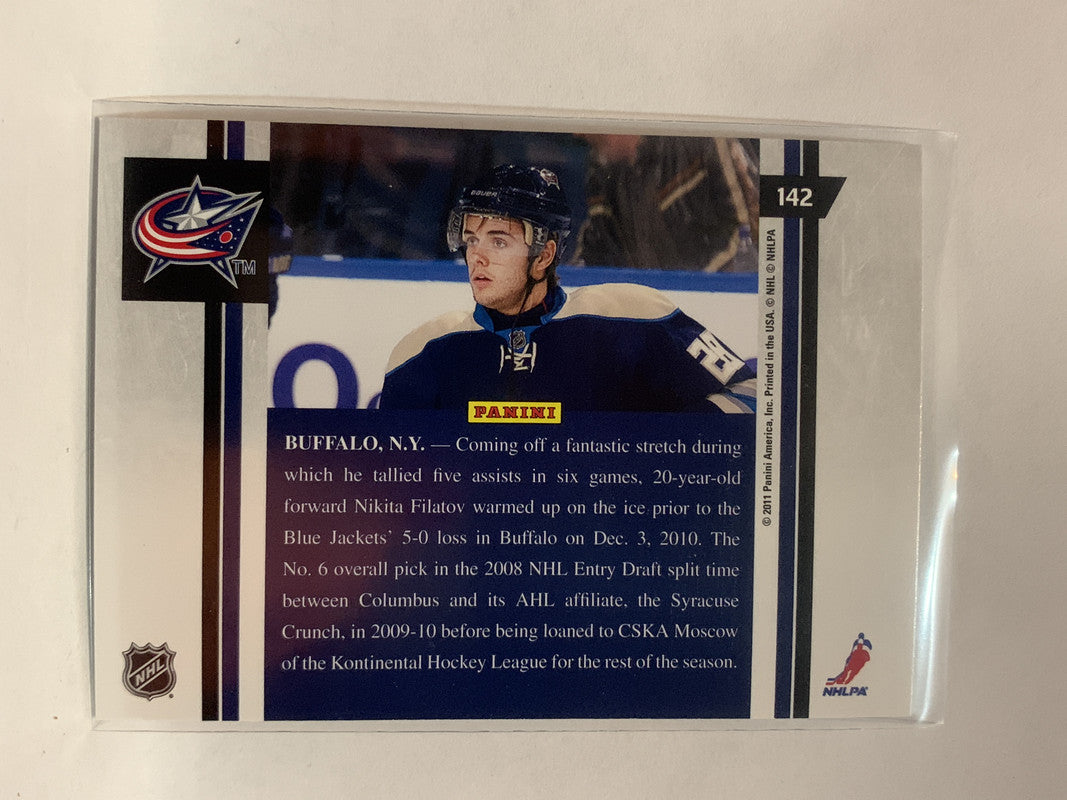 TM
BAUER
142
28
© 2011 Panini America, Inc. Printed in the USA. © NHL © NHLPA
PANINI
BUFFALO, N.Y. — Coming off a fantastic stretch during
which he tallied five assists in six games, 20-year-old
forward Nikita Filatov warmed up on the ice prior to the
Blue Jackets’ 5-0 loss in Buffalo on Dec. 3, 2010. The
No. 6 overall pick in the 2008 NHL Entry Draft split time
between Columbus and its AHL affiliate, the Syracuse
Crunch, in 2009-10 before being loaned to CSKA Moscow
of the Kontinental Hockey League for the rest of the season.
NHL
®
NHLPA